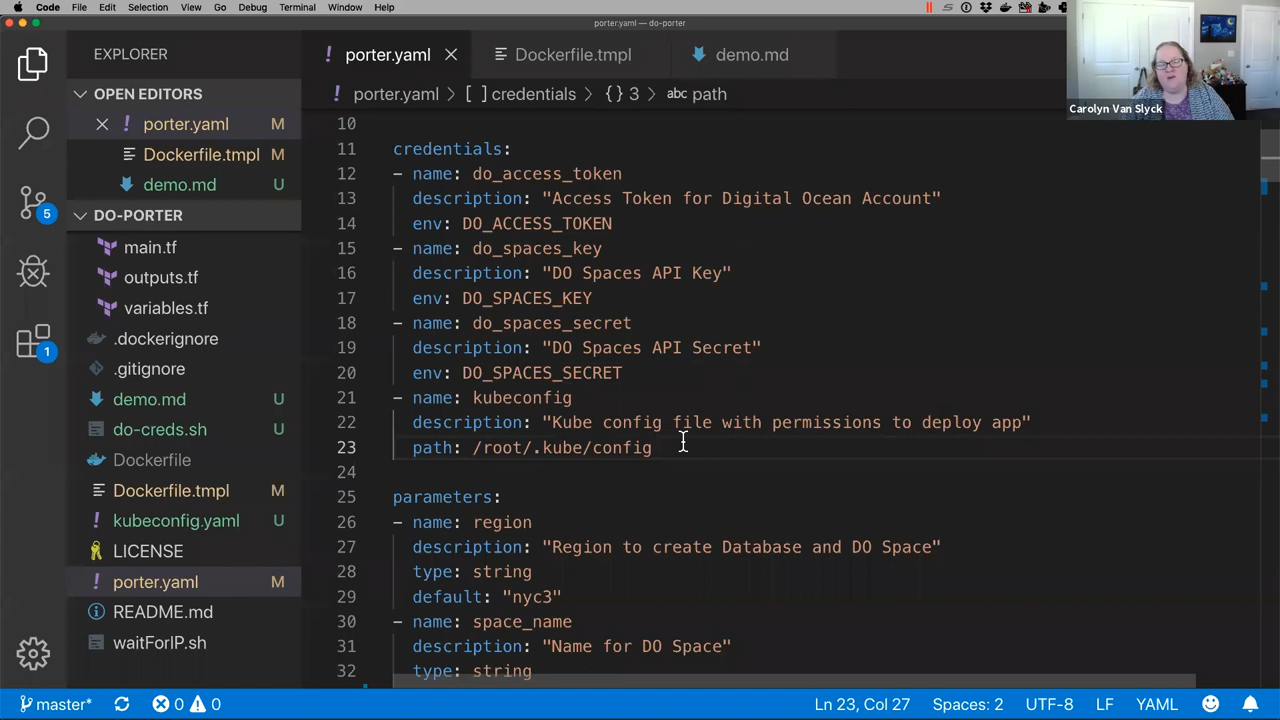 Code File Edit Selection View Go Debug Terminal Window Help
porter.yaml — do-porter
EXPLORER
OPEN EDITORS
porter.yaml M
Dockerfile.tmpl M
demo.md U
DO-PORTER
main.tf
outputs.tf
variables.tf
.dockerignore
.gitignore
demo.md U
do-creds.sh U
Dockerfile
Dockerfile.tmpl M
kubeconfig.yaml U
LICENSE
porter.yaml M
README.md
waitForIP.sh
5
1
porter.yaml Dockerfile.tmpl demo.md
porter.yaml > [ ] credentials > {} 3 > abc path
10
11 credentials:
12 - name: do_access_token
13 description: "Access Token for Digital Ocean Account"
14 env: DO_ACCESS_TOKEN
15 - name: do_spaces_key
16 description: "DO Spaces API Key"
17 env: DO_SPACES_KEY
18 - name: do_spaces_secret
19 description: "DO Spaces API Secret"
20 env: DO_SPACES_SECRET
21 - name: kubeconfig
22 description: "Kube config file with permissions to deploy app"
23 path: /root/.kube/config
24
25 parameters:
26 - name: region
27 description: "Region to create Database and DO Space"
28 type: string
29 default: "nyc3"
30 - name: space_name
31 description: "Name for DO Space"
32 type: string
Carolyn Van Slyck
master* 0 0 Ln 23, Col 27 Spaces: 2 UTF-8 LF YAML